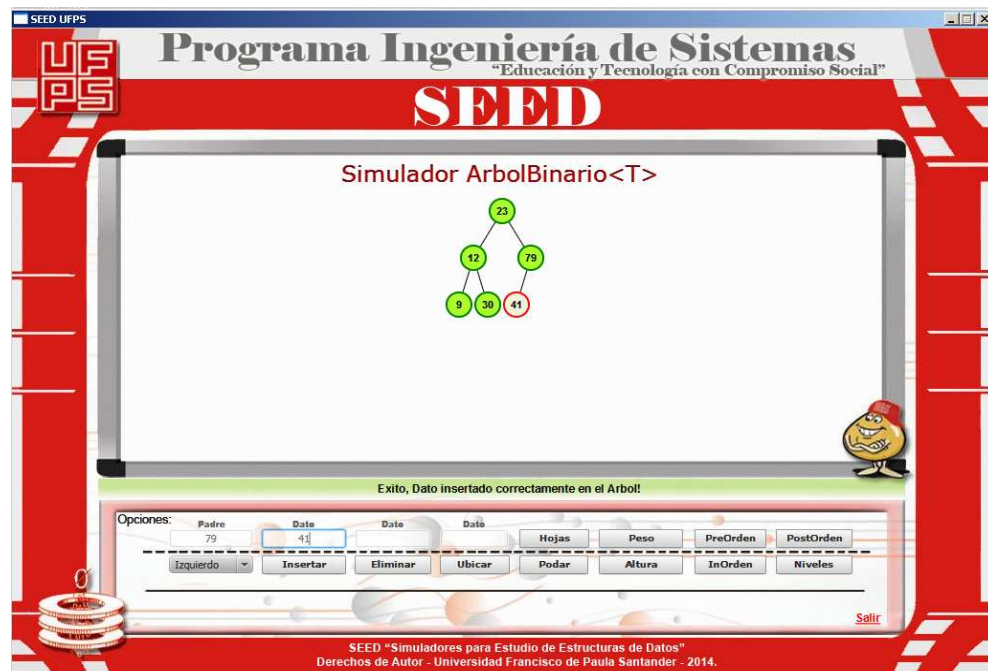 SEED UFPS
UFPS
Programa Ingeniería de Sistemas
“Educación y Tecnología con Compromiso Social”
SEED
Simulador ArbolBinario<T>
23
12 79
9 30 41
Exito, Dato insertado correctamente en el Arbol!
Opciones:
Padre Dato Dato Dato
79 41 Hojas Peso PreOrden PostOrden
Izquierdo Insertar Eliminar Ubicar Podar Altura InOrden Niveles
Salir
SEED “Simuladores para Estudio de Estructuras de Datos”
Derechos de Autor - Universidad Francisco de Paula Santander - 2014.